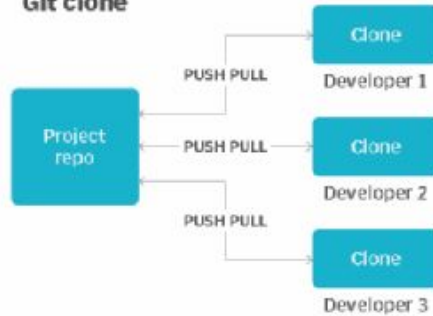 Git clone
Clone
PUSH PULL
Developer 1
Project
repo
PUSH PULL
Clone
Developer 2
PUSH PULL
Clone
Developer 3